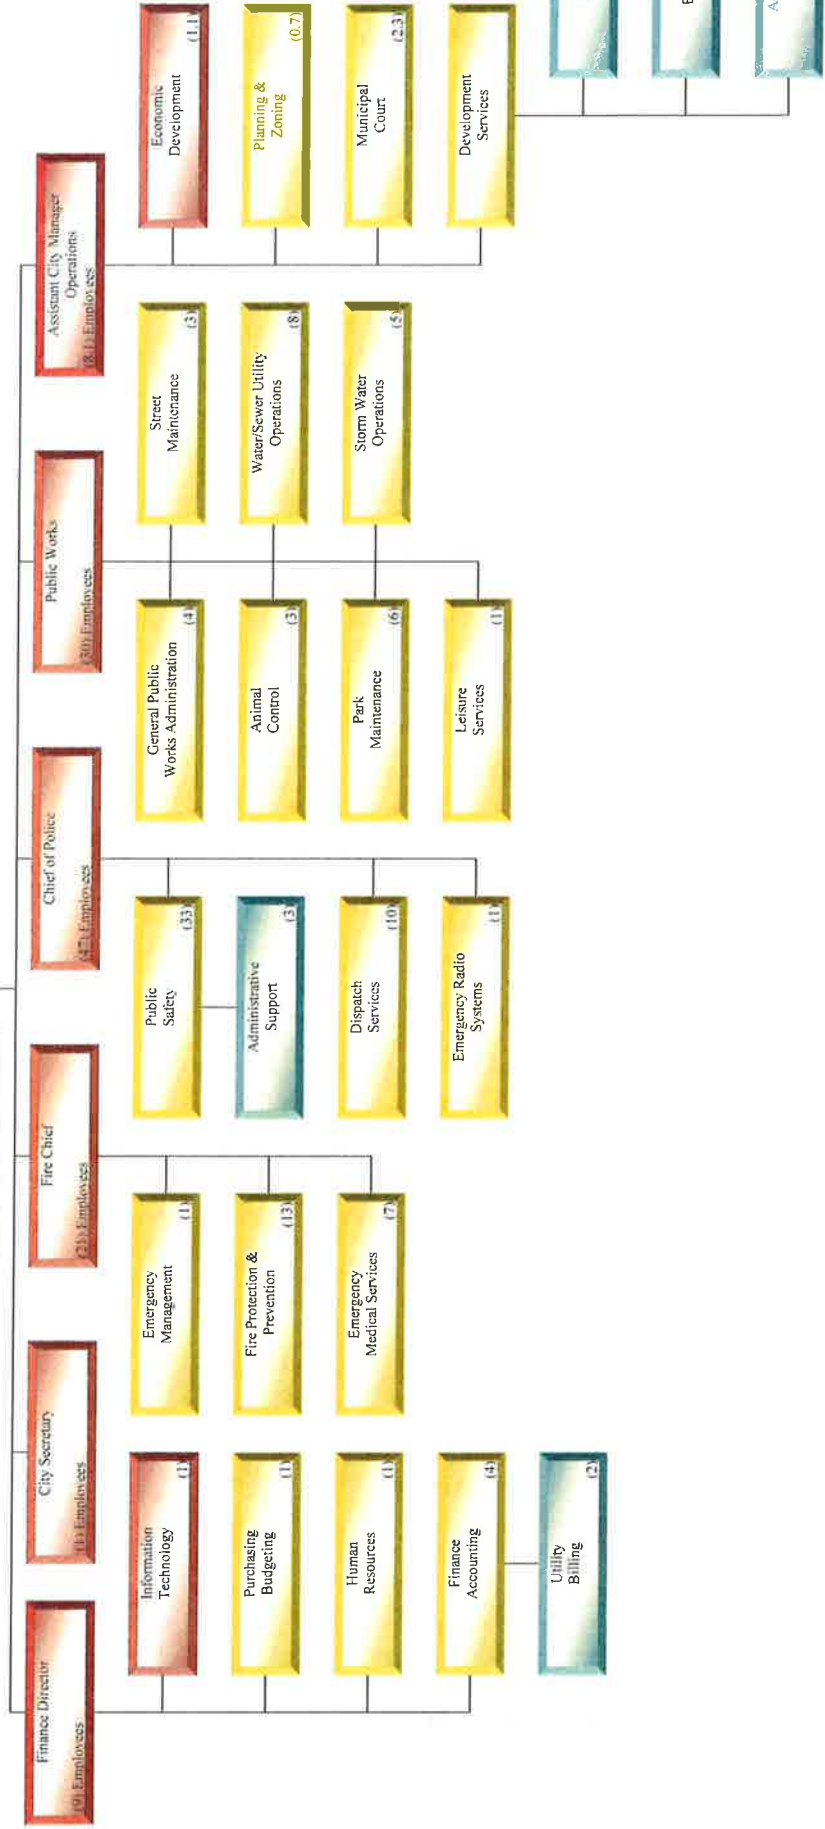 Finance Director
(9) Employees
Information
Technology
(1)
Purchasing
Budgeting
(1)
Human
Resources
(1)
Finance
Accounting
(4)
Utility
Billing
(2)
City Secretary
(1) Employees
Fire Chief
(21) Employees
Emergency
Management
(1)
Fire Protection &
Prevention
(13)
Emergency
Medical Services
(7)
Chief of Police
(47) Employees
Public
Safety
(33)
Administrative
Support
(3)
Dispatch
Services
(10)
Emergency Radio
Systems
(1)
Public Works
(30) Employees
General Public
Works Administration
(4)
Animal
Control
(3)
Park
Maintenance
(6)
Leisure
Services
(1)
Street
Maintenance
(3)
Water/Sewer Utility
Operations
(8)
Storm Water
Operations
(5)
Assistant City Manager
Operations
(8.1) Employees
Economic
Development
(1.1)
Planning &
Zoning
(0.7)
Municipal
Court
(2.3)
Development
Services